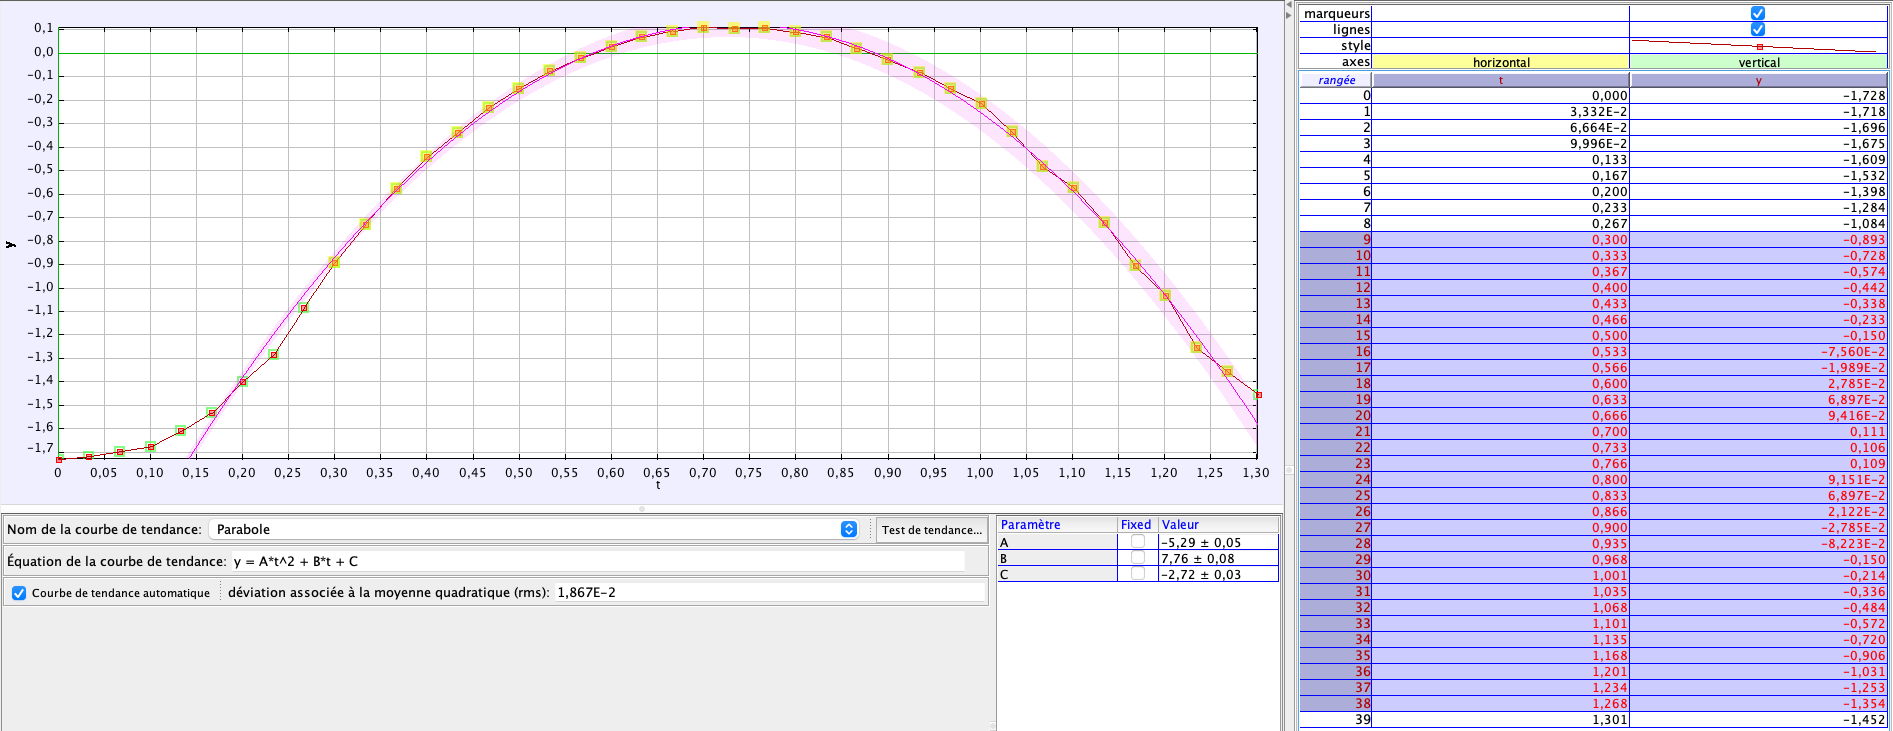 0,1
0,0
−0,1
−0,2
−0,3
−0,4
−0,5
−0,6
−0,7
−0,8
−0,9
−1,0
−1,1
−1,2
−1,3
−1,4
−1,5
−1,6
−1,7
y
0 0,05 0,10 0,15 0,20 0,25 0,30 0,35 0,40 0,45 0,50 0,55 0,60 0,65 0,70 0,75 0,80 0,85 0,90 0,95 1,00 1,05 1,10 1,15 1,20 1,25 1,30
t
Nom de la courbe de tendance: Parabole Test de tendance...
Équation de la courbe de tendance: y = A*t^2 + B*t + C
Courbe de tendance automatique déviation associée à la moyenne quadratique (rms): 1,867E-2
Paramètre Fixed Valeur
A −5,29 ± 0,05
B 7,76 ± 0,08
C −2,72 ± 0,03
marqueurs
lignes
style
axes horizontal vertical
rangée t y
0 0,000 −1,728
1 3,332E-2 −1,718
2 6,664E-2 −1,696
3 9,996E-2 −1,675
4 0,133 −1,609
5 0,167 −1,532
6 0,200 −1,398
7 0,233 −1,284
8 0,267 −1,084
9 0,300 −0,893
10 0,333 −0,728
11 0,367 −0,574
12 0,400 −0,442
13 0,433 −0,338
14 0,466 −0,233
15 0,500 −0,150
16 0,533 −7,560E-2
17 0,566 −1,989E-2
18 0,600 2,785E-2
19 0,633 6,897E-2
20 0,666 9,416E-2
21 0,700 0,111
22 0,733 0,106
23 0,766 0,109
24 0,800 9,151E-2
25 0,833 6,897E-2
26 0,866 2,122E-2
27 0,900 −2,785E-2
28 0,935 −8,223E-2
29 0,968 −0,150
30 1,001 −0,214
31 1,035 −0,336
32 1,068 −0,484
33 1,101 −0,572
34 1,135 −0,720
35 1,168 −0,906
36 1,201 −1,031
37 1,234 −1,253
38 1,268 −1,354
39 1,301 −1,452